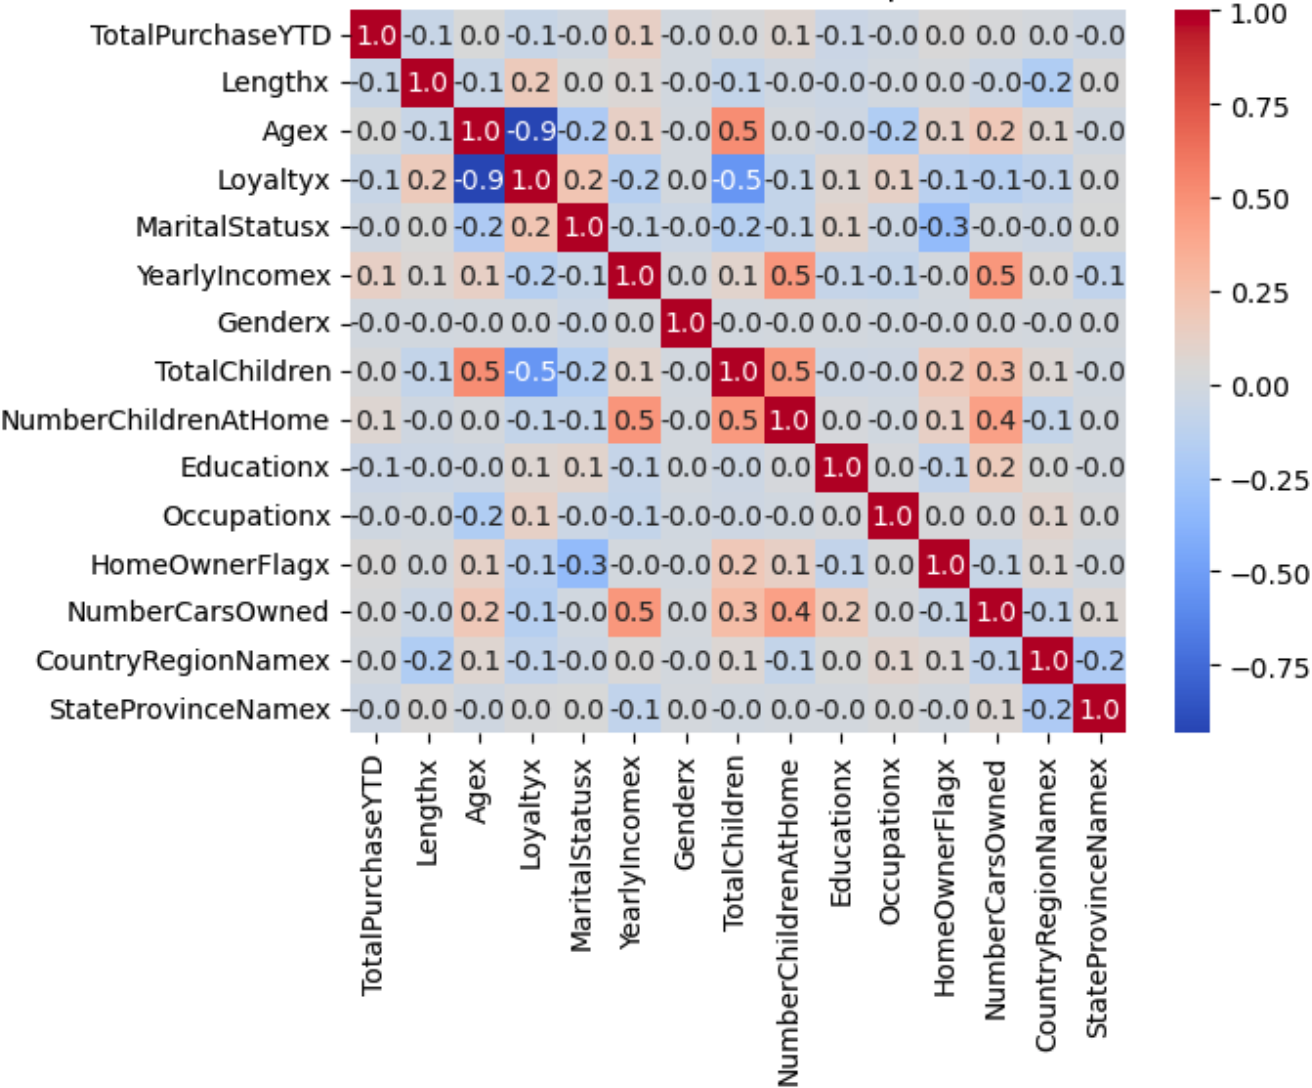 TotalPurchaseYTD 1.0 -0.1 0.0 -0.1 -0.0 0.1 -0.0 0.0 0.1 -0.1 -0.0 0.0 0.0 0.0 -0.0 1.00
Lengthx -0.1 1.0 -0.1 0.2 0.0 0.1 -0.0 -0.1 -0.0 -0.0 -0.0 0.0 -0.0 -0.2 0.0
0.75
Agex 0.0 -0.1 1.0 -0.9 -0.2 0.1 -0.0 0.5 0.0 -0.0 -0.2 0.1 0.2 0.1 -0.0
Loyaltyx -0.1 0.2 -0.9 1.0 0.2 -0.2 0.0 -0.5 -0.1 0.1 0.1 -0.1 -0.1 -0.1 0.0
0.50
MaritalStatusx -0.0 0.0 -0.2 0.2 1.0 -0.1 -0.0 -0.2 -0.1 0.1 -0.0 -0.3 -0.0 -0.0 0.0
YearlyIncomex 0.1 0.1 0.1 -0.2 -0.1 1.0 0.0 0.1 0.5 -0.1 -0.1 -0.0 0.5 0.0 -0.1
0.25
Genderx -0.0 -0.0 -0.0 0.0 -0.0 0.0 1.0 -0.0 -0.0 0.0 -0.0 -0.0 0.0 -0.0 0.0
TotalChildren 0.0 -0.1 0.5 -0.5 -0.2 0.1 -0.0 1.0 0.5 -0.0 -0.0 0.2 0.3 0.1 -0.0
0.00
NumberChildrenAtHome 0.1 -0.0 0.0 -0.1 -0.1 0.5 -0.0 0.5 1.0 0.0 -0.0 0.1 0.4 -0.1 0.0
Educationx -0.1 -0.0 -0.0 0.1 0.1 -0.1 0.0 -0.0 0.0 1.0 0.0 -0.1 0.2 0.0 -0.0
−0.25
Occupationx -0.0 -0.0 -0.2 0.1 -0.0 -0.1 -0.0 -0.0 -0.0 0.0 1.0 0.0 0.0 0.1 0.0
HomeOwnerFlagx 0.0 0.0 0.1 -0.1 -0.3 -0.0 -0.0 0.2 0.1 -0.1 0.0 1.0 -0.1 0.1 -0.0
−0.50
NumberCarsOwned 0.0 -0.0 0.2 -0.1 -0.0 0.5 0.0 0.3 0.4 0.2 0.0 -0.1 1.0 -0.1 0.1
CountryRegionNamex 0.0 -0.2 0.1 -0.1 -0.0 0.0 -0.0 0.1 -0.1 0.0 0.1 0.1 -0.1 1.0 -0.2
−0.75
StateProvinceNamex -0.0 0.0 -0.0 0.0 0.0 -0.1 0.0 -0.0 0.0 -0.0 0.0 -0.0 0.1 -0.2 1.0
TotalPurchaseYTD
Lengthx
Agex
Loyaltyx
MaritalStatusx
YearlyIncomex
Genderx
TotalChildren
NumberChildrenAtHome
Educationx
Occupationx
HomeOwnerFlagx
NumberCarsOwned
CountryRegionNamex
StateProvinceNamex